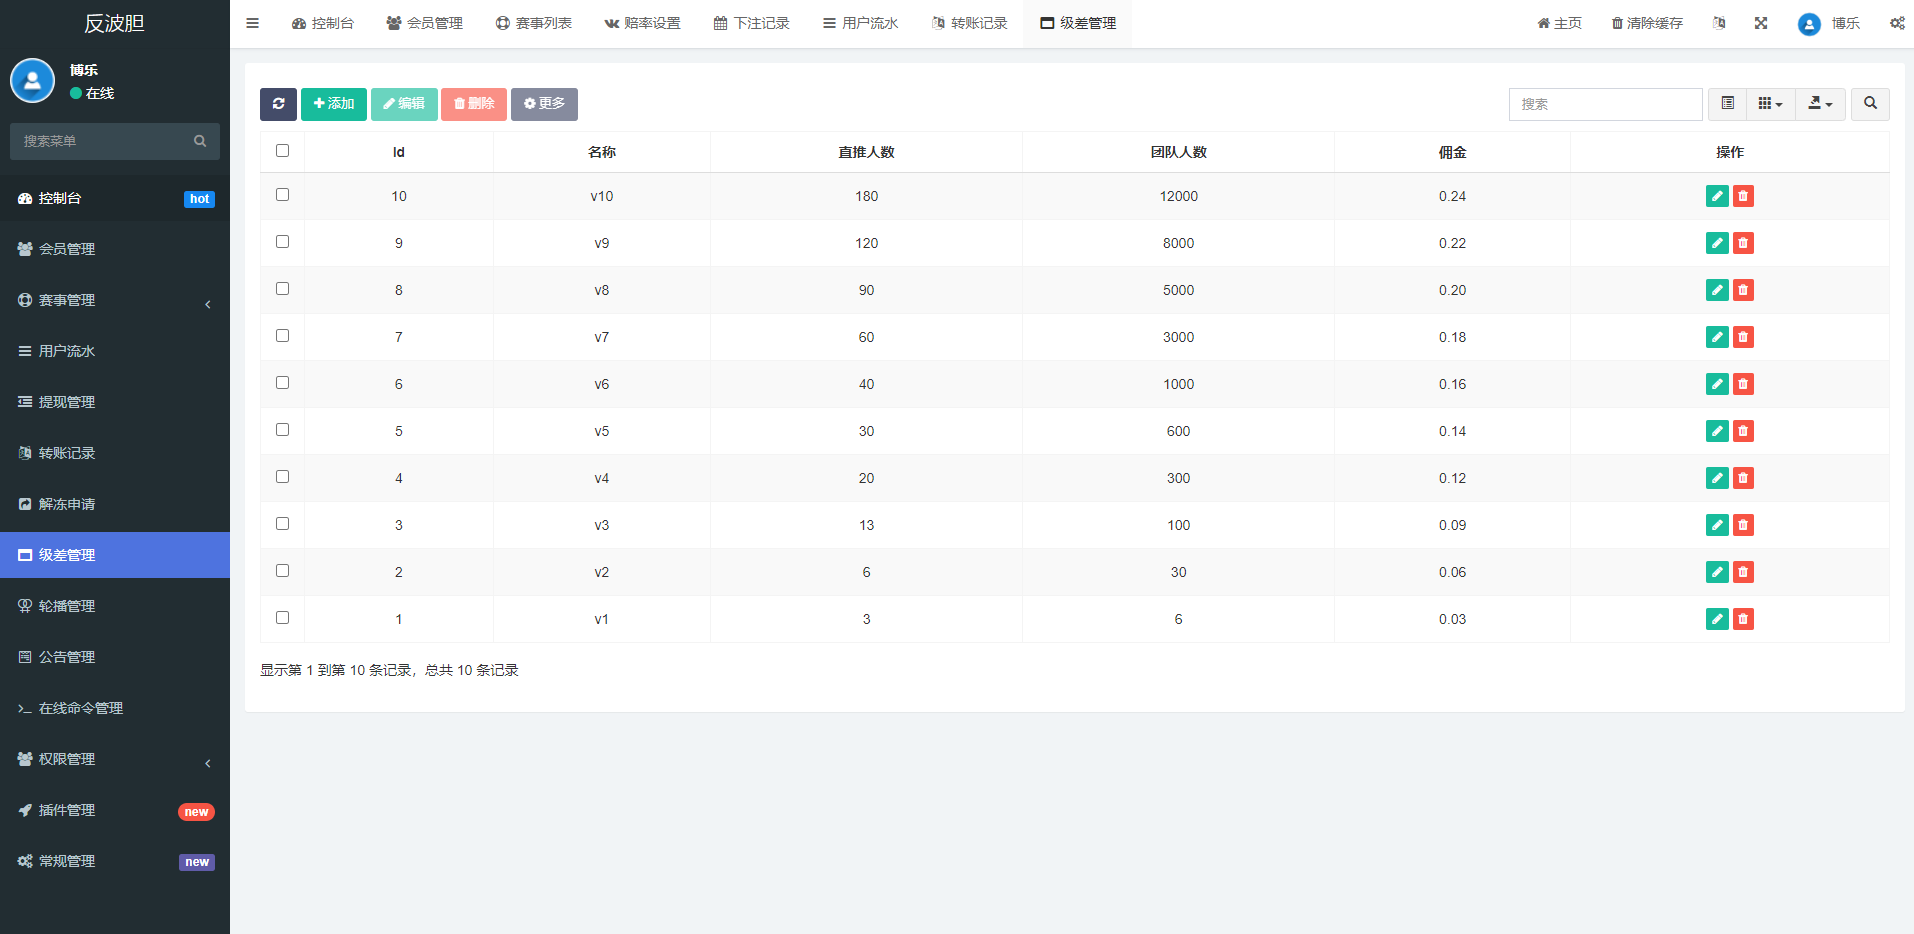 反波胆
控制台 会员管理 赛事列表 赔率设置 下注记录 用户流水 转账记录 级差管理 主页 清除缓存 博乐
博乐
在线
搜索菜单
控制台 hot
会员管理
赛事管理
用户流水
提现管理
转账记录
解冻申请
级差管理
轮播管理
公告管理
在线命令管理
权限管理
插件管理 new
常规管理 new
添加 编辑 删除 更多 搜索
Id 名称 直推人数 团队人数 佣金 操作
10 v10 180 12000 0.24
9 v9 120 8000 0.22
8 v8 90 5000 0.20
7 v7 60 3000 0.18
6 v6 40 1000 0.16
5 v5 30 600 0.14
4 v4 20 300 0.12
3 v3 13 100 0.09
2 v2 6 30 0.06
1 v1 3 6 0.03
显示第 1 到第 10 条记录，总共 10 条记录